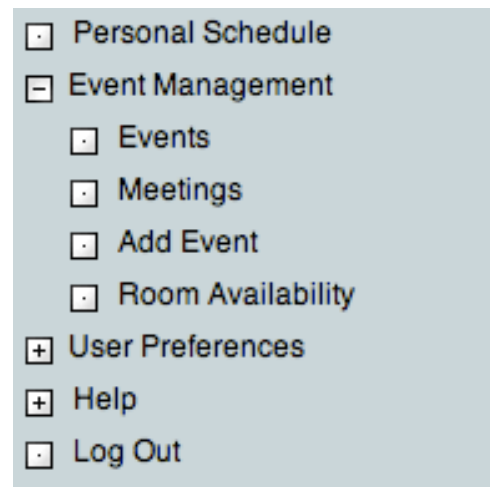 Personal Schedule
Event Management
Events
Meetings
Add Event
Room Availability
User Preferences
Help
Log Out